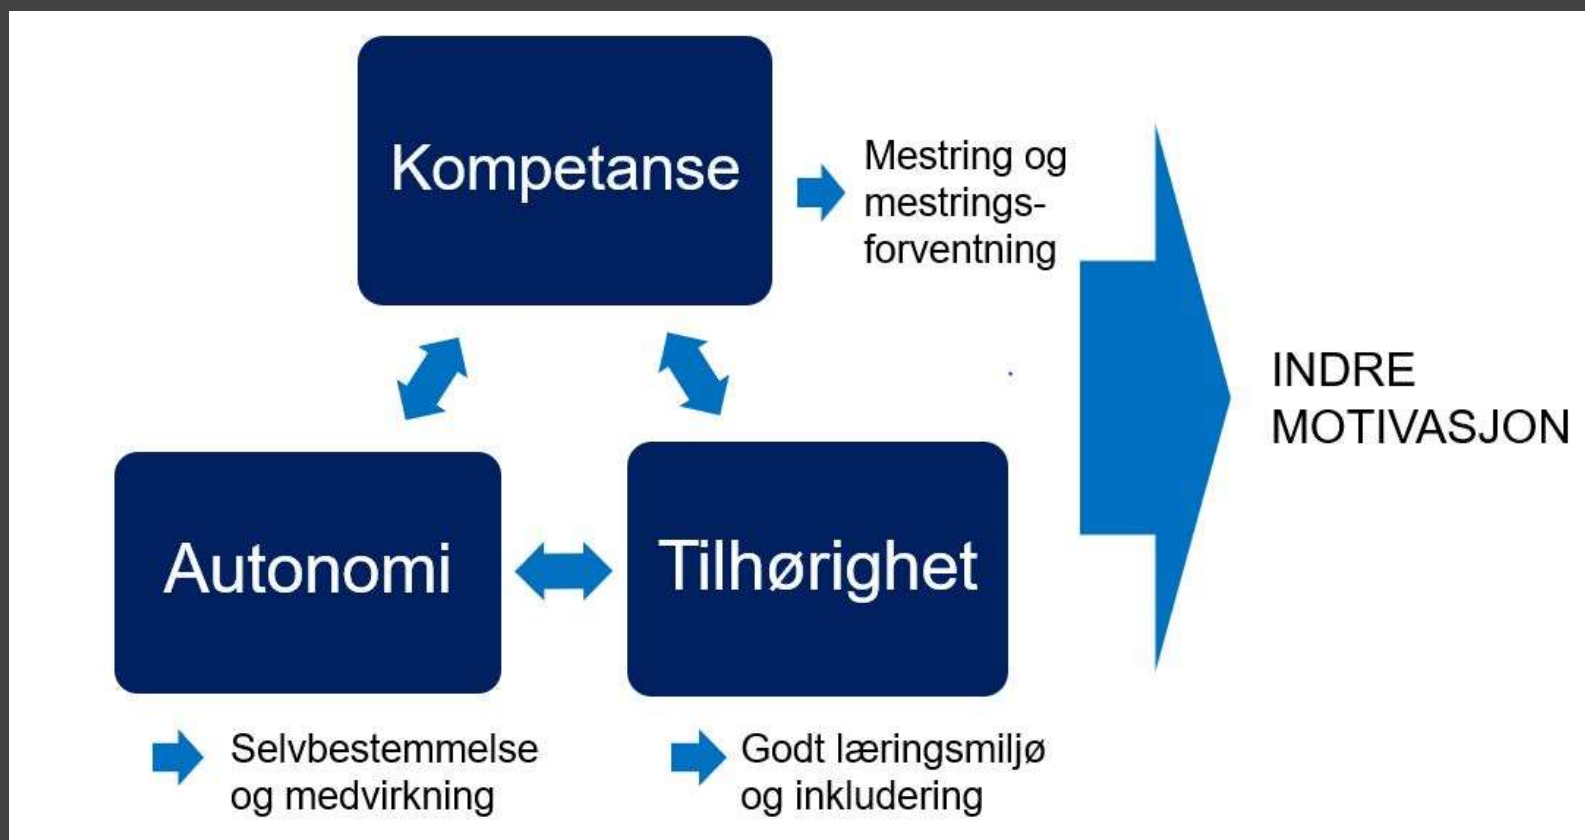 Kompetanse
Mestring og
mestrings-
forventning
INDRE
MOTIVASJON
Autonomi
Tilhørighet
Selvbestemmelse
og medvirkning
Godt læringsmiljø
og inkludering